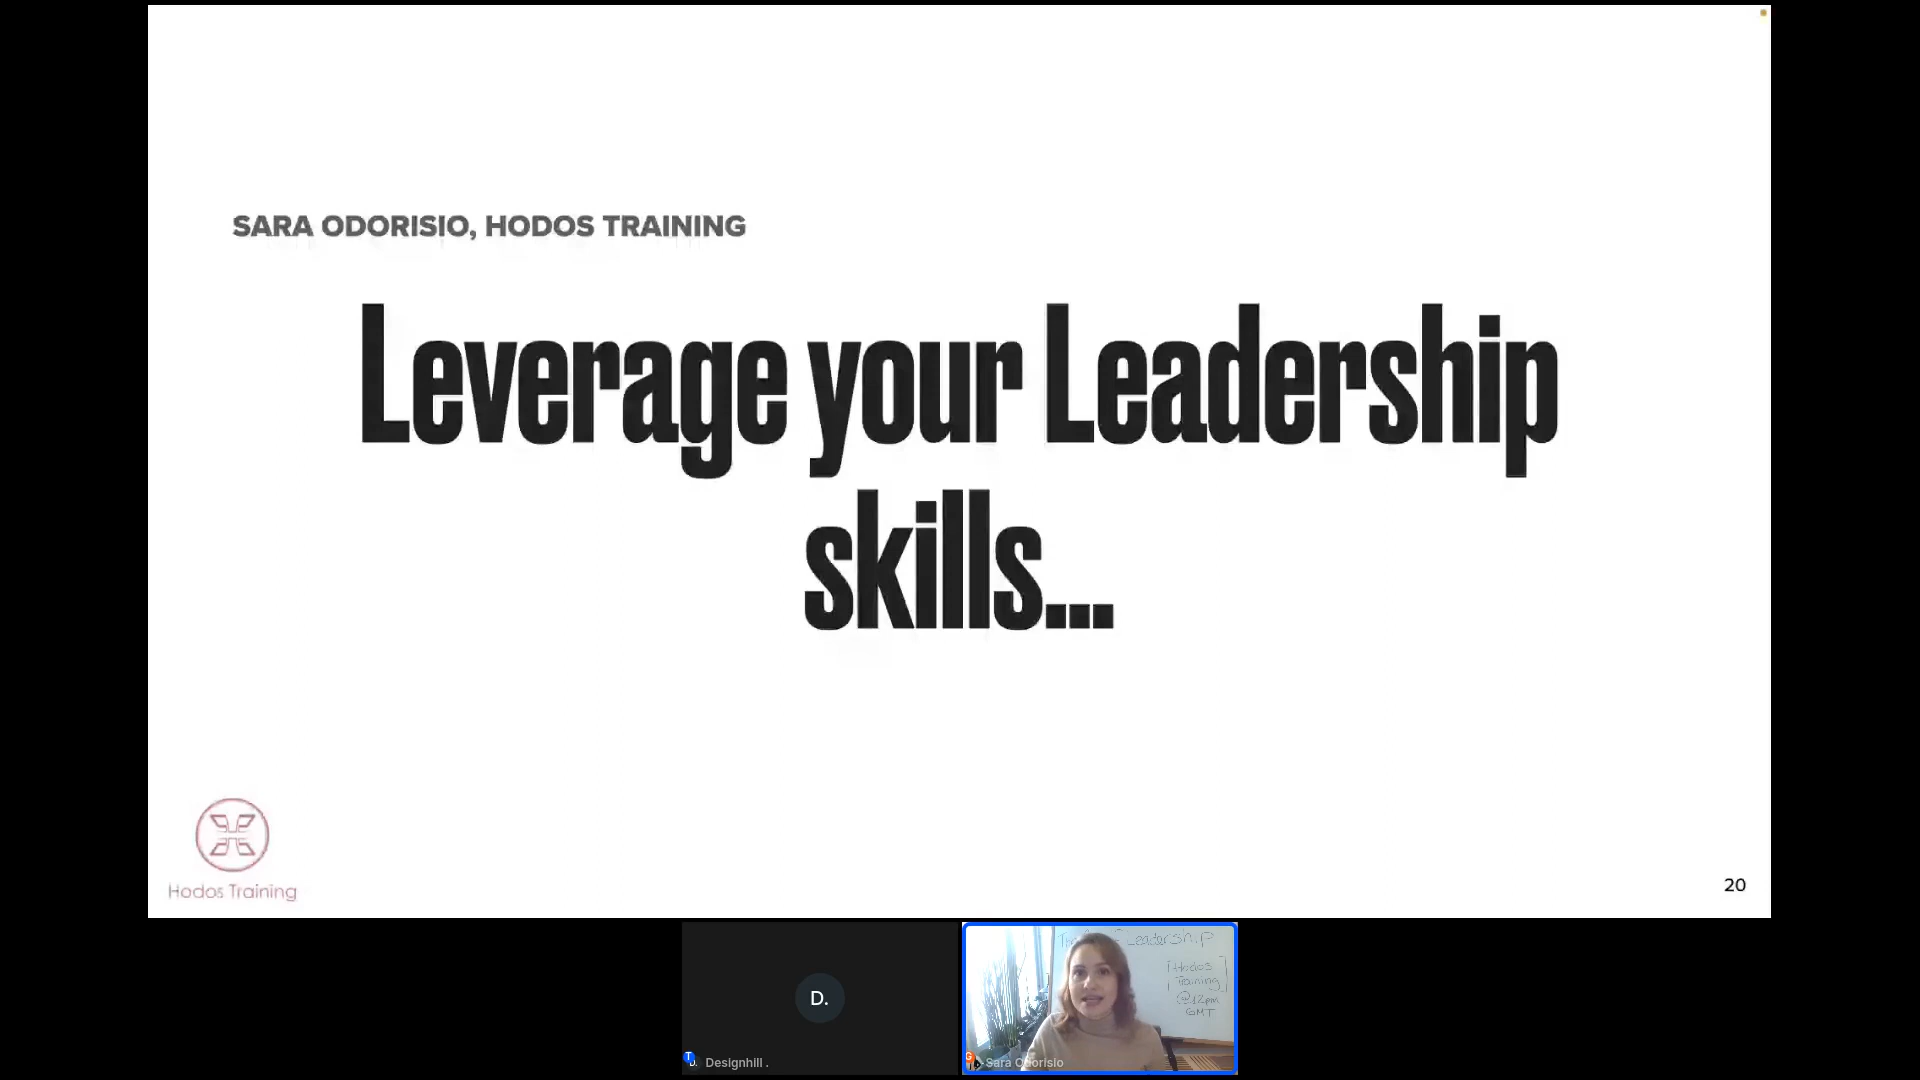 SARA ODORISIO, HODOS TRAINING
Leverage your Leadership
skills...
Hodos Training
20
D.
T
D.
Designhill .
Leadership
Hodos
Training
@12pm
GMT
G
Sara Odorisio